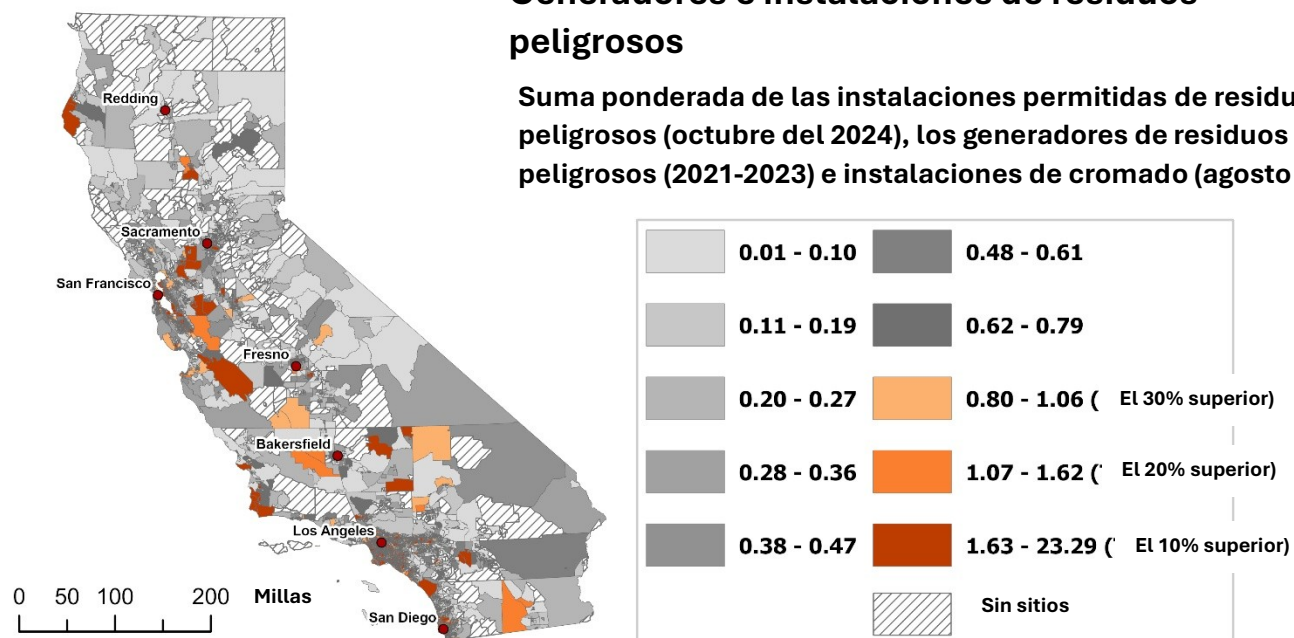 Generadores e instalaciones de residuos
peligrosos
Suma ponderada de las instalaciones permitidas de
peligrosos (octubre del 2024), los generadores de residuos
peligrosos (2021-2023) e instalaciones de cromado (agosto
Redding
Sacramento
San Francisco
Fresno
Bakersfield
Los Angeles
San Diego
0 50 100 200 Millas
0.01 - 0.10
0.11 - 0.19
0.20 - 0.27
0.28 - 0.36
0.38 - 0.47
0.48 - 0.61
0.62 - 0.79
0.80 - 1.06 ( El 30% superior)
1.07 - 1.62 ( El 20% superior)
1.63 - 23.29 ( El 10% superior)
Sin sitios